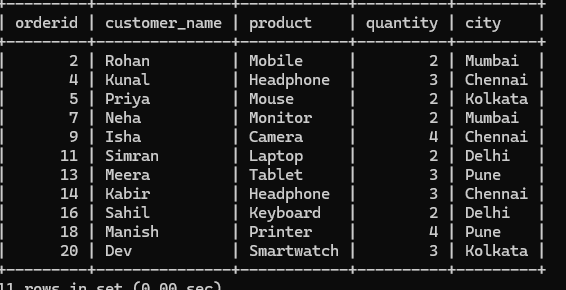 | orderid | customer_name | product | quantity | city |
| 2 | Rohan | Mobile | 2 | Mumbai |
| 4 | Kunal | Headphone | 3 | Chennai |
| 5 | Priya | Mouse | 2 | Kolkata |
| 7 | Neha | Monitor | 2 | Mumbai |
| 9 | Isha | Camera | 4 | Chennai |
| 11 | Simran | Laptop | 2 | Delhi |
| 13 | Meera | Tablet | 3 | Pune |
| 14 | Kabir | Headphone | 3 | Chennai |
| 16 | Sahil | Keyboard | 2 | Delhi |
| 18 | Manish | Printer | 4 | Pune |
| 20 | Dev | Smartwatch | 3 | Kolkata |
11 rows in set (0.00 sec)